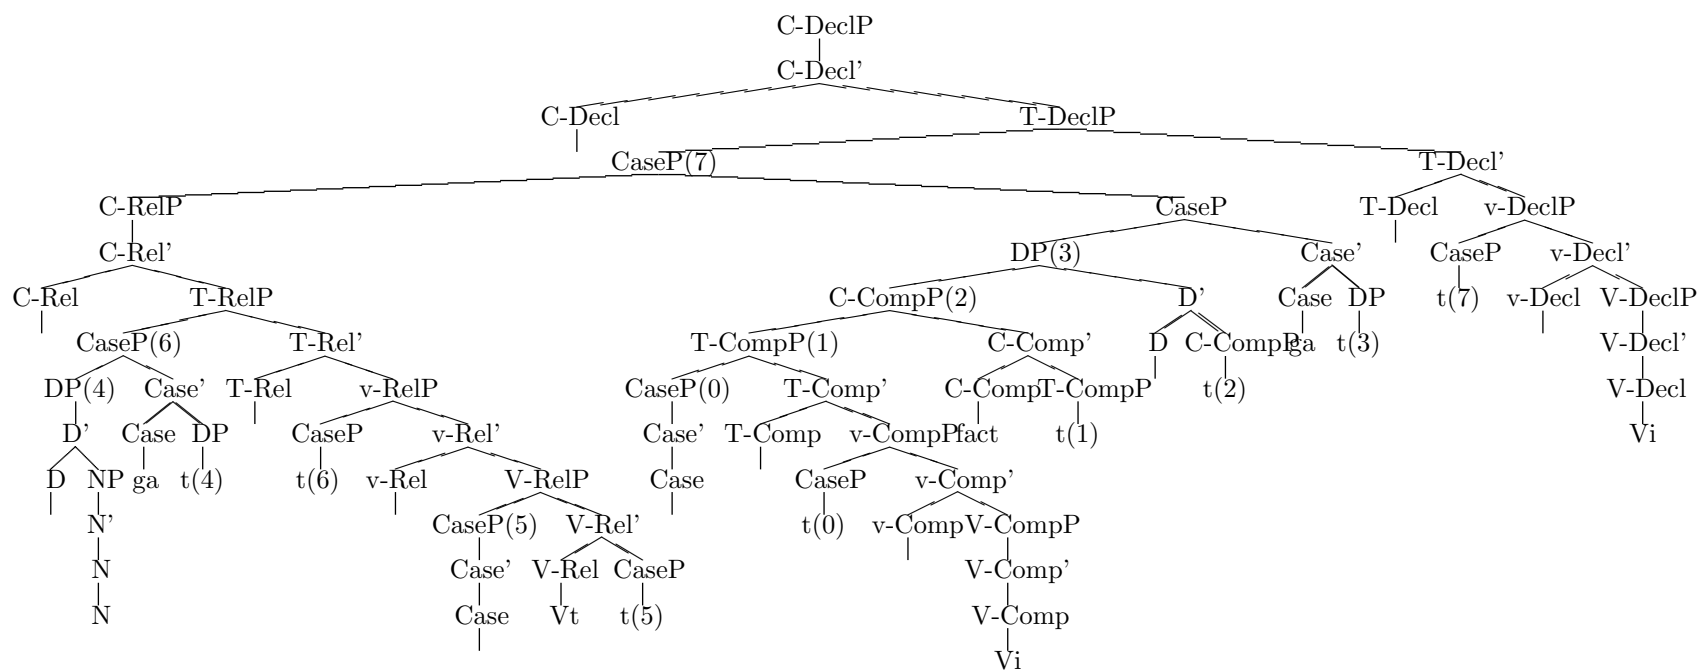 C-DeclP
C-Decl'
C-Decl T-DeclP
CaseP(7) T-Decl'
C-RelP CaseP T-Decl v-DeclP
C-Rel' DP(3) Case' CaseP v-Decl'
C-Rel T-RelP C-CompP(2) D' Case DP t(7) v-Decl V-DeclP
CaseP(6) T-Rel' T-CompP(1) C-Comp' D C-CompP ga t(3) V-Decl'
DP(4) Case' T-Rel v-RelP CaseP(0) T-Comp' C-Comp T-CompP t(2) V-Decl
D' Case DP CaseP v-Rel' Case' T-Comp v-CompP fact t(1) Vi
D NP ga t(4) t(6) v-Rel V-RelP Case CaseP v-Comp'
N' CaseP(5) V-Rel' t(0) v-Comp V-CompP
N Case' V-Rel CaseP V-Comp'
N Case Vt t(5) V-Comp
Vi